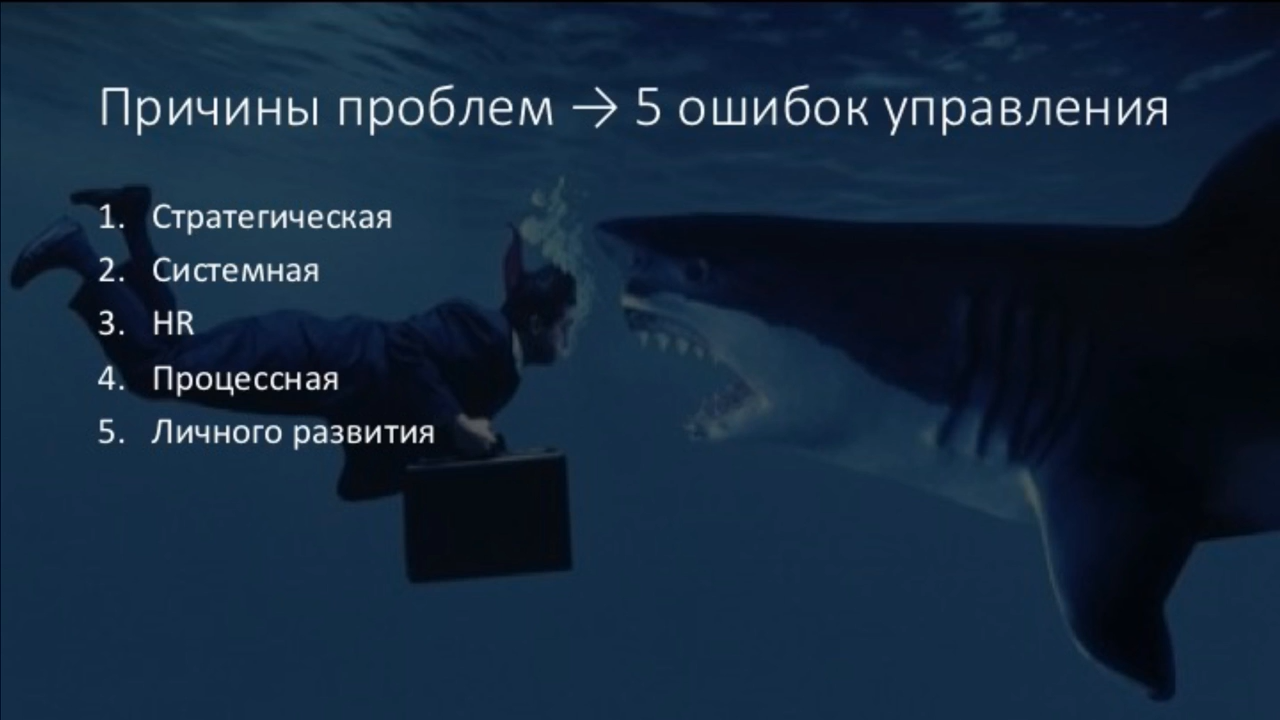 Причины проблем → 5 ошибок управления
1. Стратегическая
2. Системная
3. HR
4. Процессная
5. Личного развития